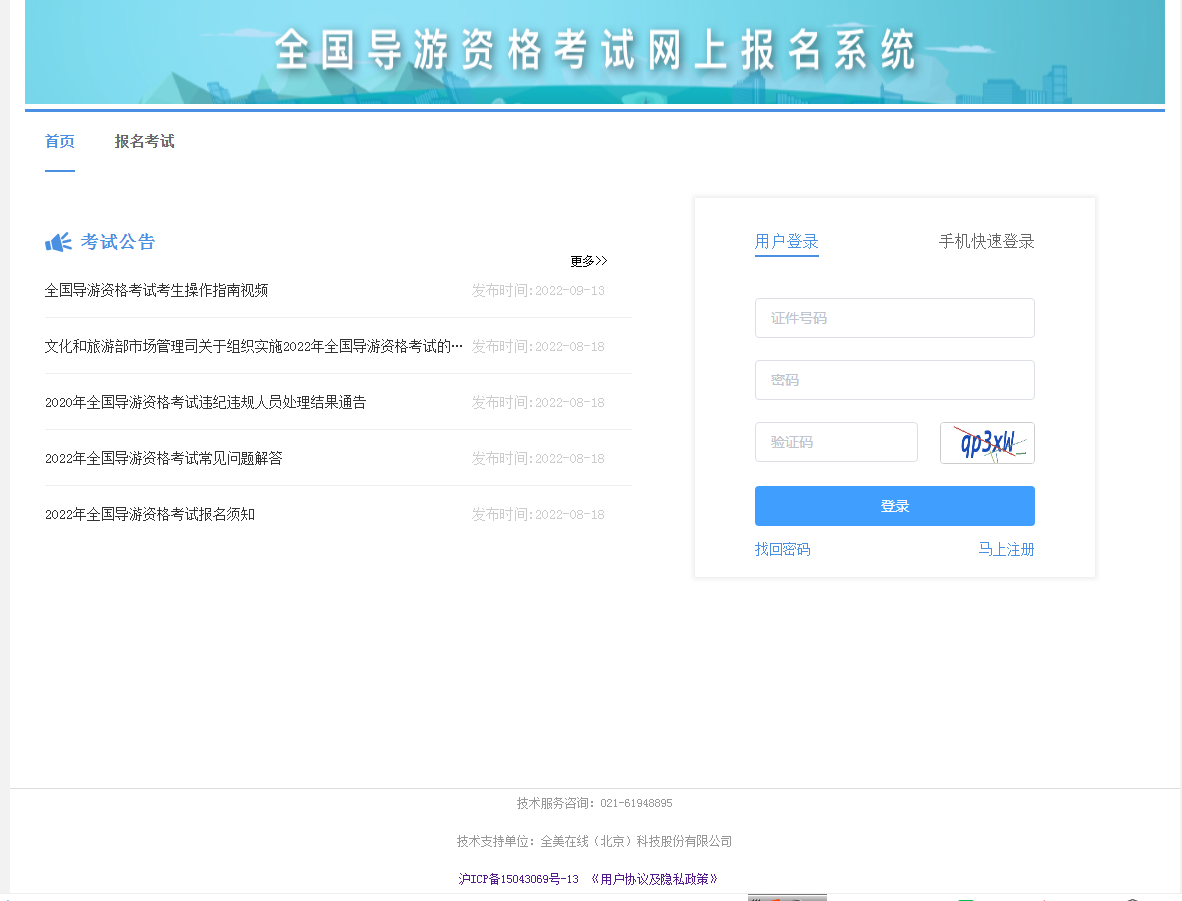 全国导游资格考试网上报名系统
首页 报名考试
考试公告
更多>>
全国导游资格考试考生操作指南视频 发布时间:2022-09-13
文化和旅游部市场管理司关于组织实施2022年全国导游资格考试的… 发布时间:2022-08-18
2020年全国导游资格考试违纪违规人员处理结果通告 发布时间:2022-08-18
2022年全国导游资格考试常见问题解答 发布时间:2022-08-18
2022年全国导游资格考试报名须知 发布时间:2022-08-18
用户登录 手机快速登录
证件号码
密码
验证码 qp3xW
登录
找回密码 马上注册
技术服务咨询：021-61948895
技术支持单位：全美在线（北京）科技股份有限公司
沪ICP备15043069号-13 《用户协议及隐私政策》